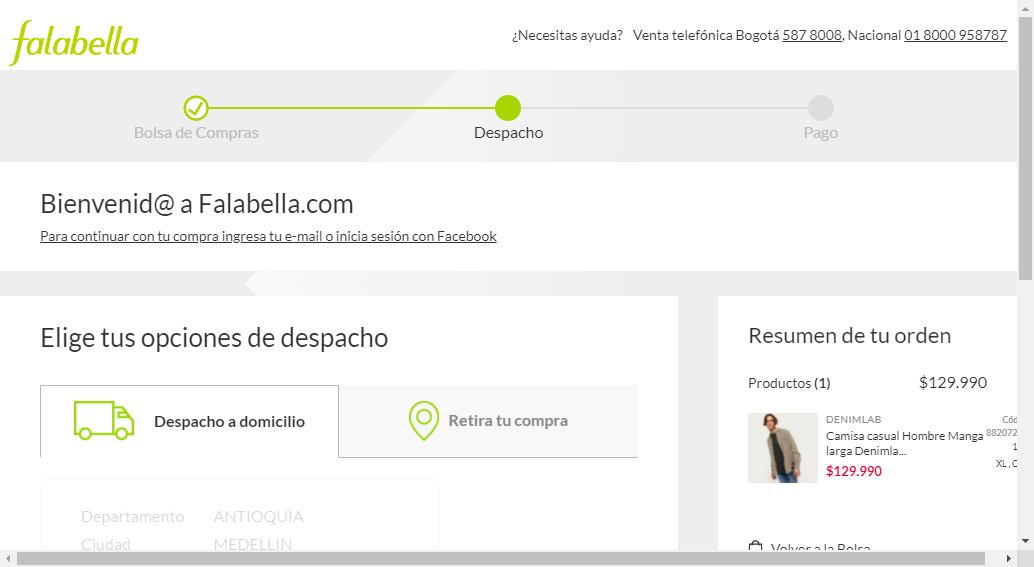 falabella
¿Necesitas ayuda? Venta telefónica Bogotá 587 8008, Nacional 01 8000 958787
Bolsa de Compras
Despacho
Pago
Bienvenid@ a Falabella.com
Para continuar con tu compra ingresa tu e-mail o inicia sesión con Facebook
Elige tus opciones de despacho
Despacho a domicilio
Retira tu compra
Departamento ANTIOQUIA
Ciudad MEDELLIN
Resumen de tu orden
Productos (1) $129.990
DENIMLAB
Camisa casual Hombre Manga
larga Denimla...
$129.990
Cód
882072
1
XL, C
Volver a la Bolsa